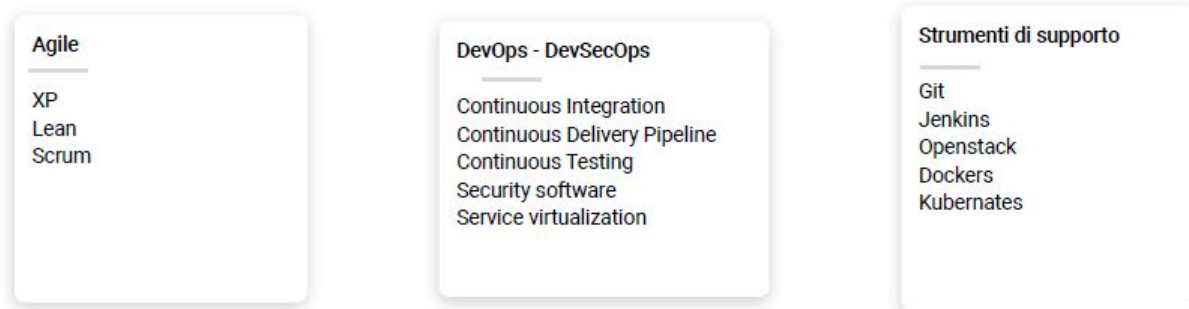 Agile
XP
Lean
Scrum
DevOps - DevSecOps
Continuous Integration
Continuous Delivery Pipeline
Continuous Testing
Security software
Service virtualization
Strumenti di supporto
Git
Jenkins
Openstack
Dockers
Kubernates